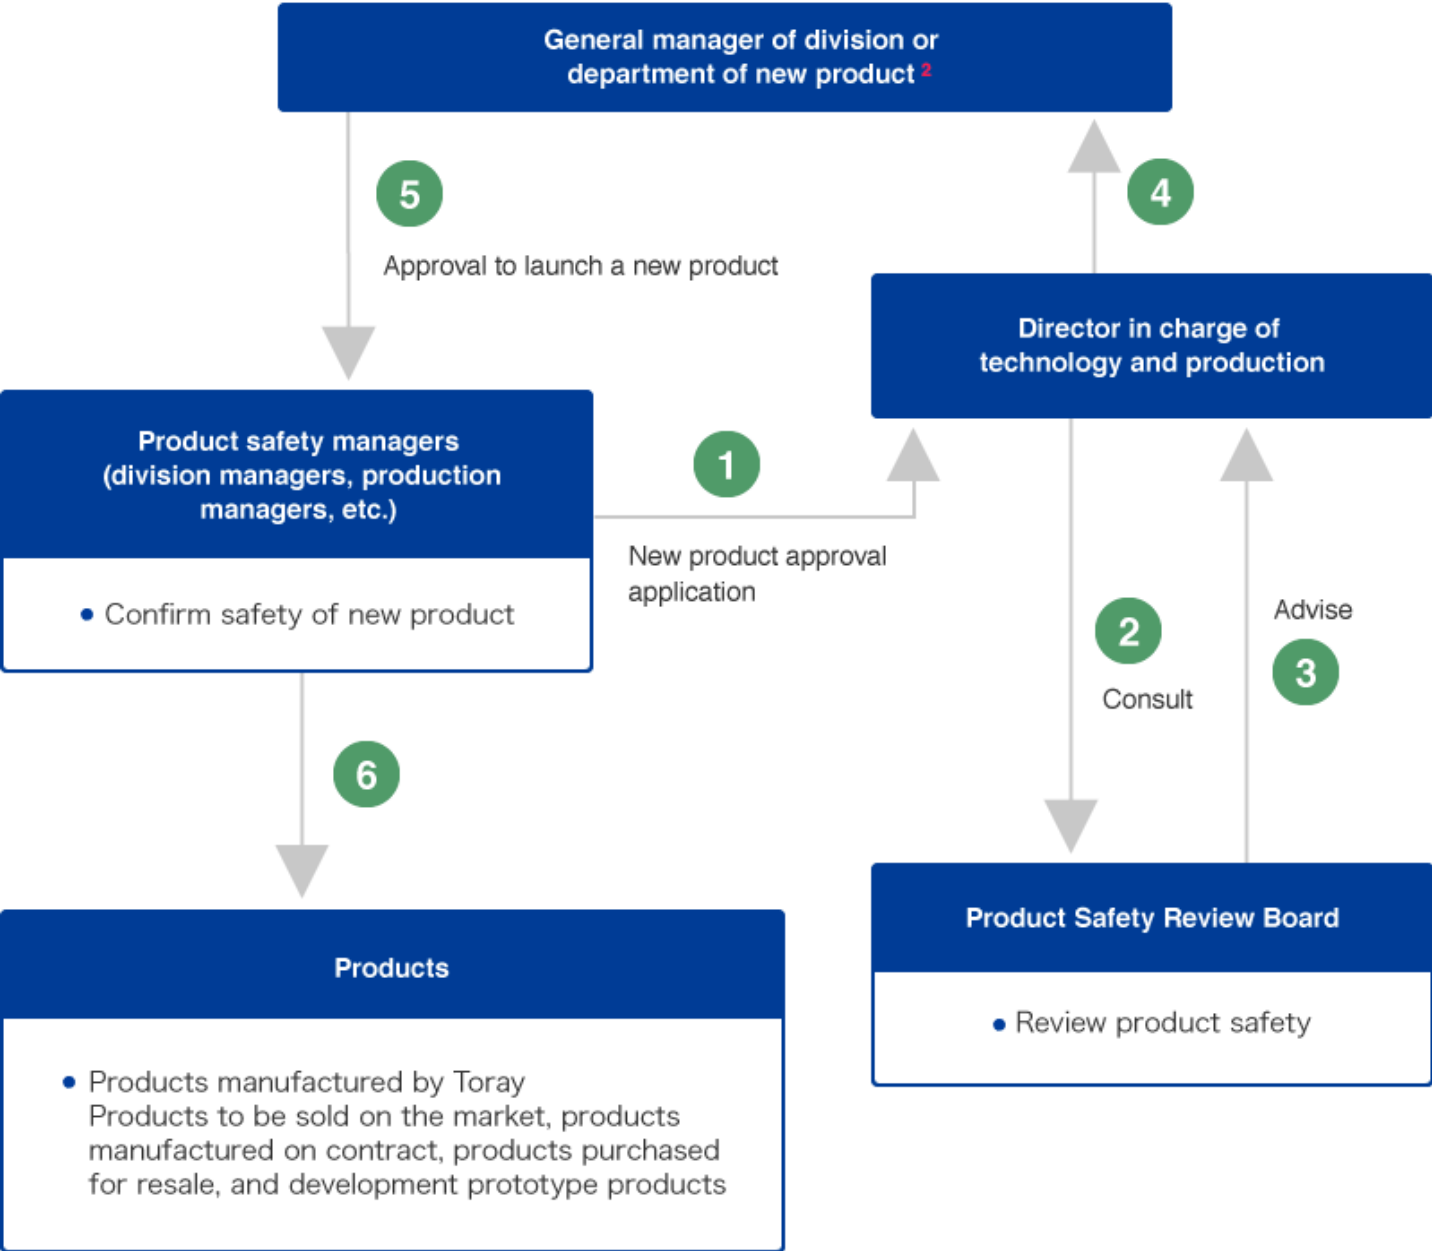 General manager of division or
department of new product 2
5
4
Approval to launch a new product
Director in charge of
technology and production
Product safety managers
(division managers, production
managers, etc.)
• Confirm safety of new product
1
New product approval
application
2
Consult
Advise
3
6
Product Safety Review Board
• Review product safety
Products
• Products manufactured by Toray
Products to be sold on the market, products
manufactured on contract, products purchased
for resale, and development prototype products